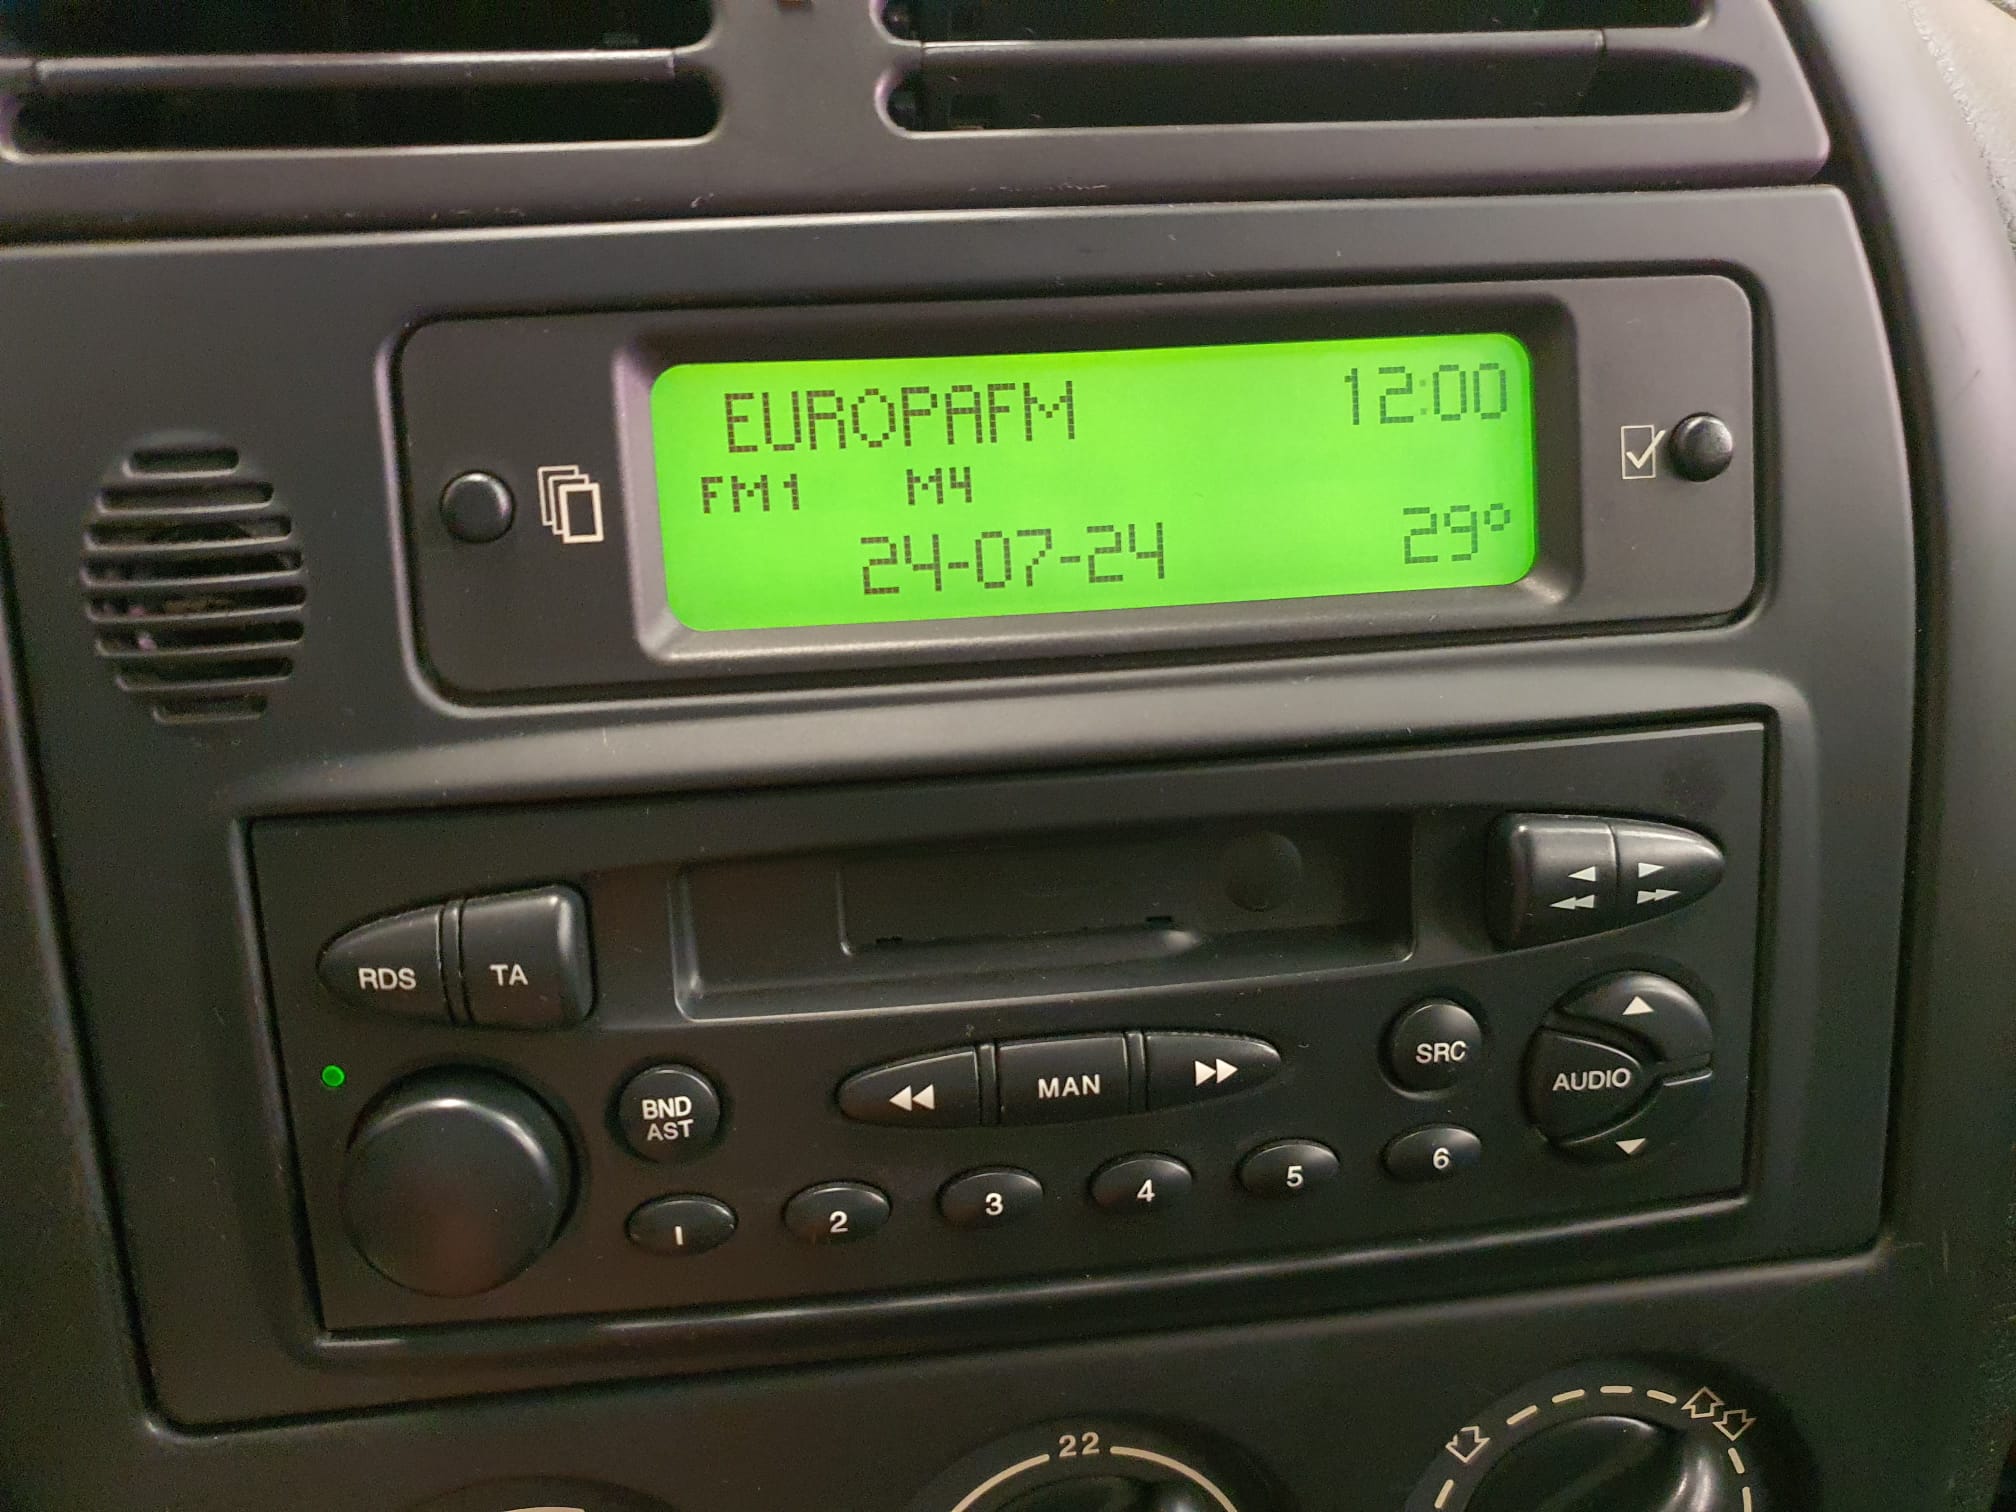 EUROPAFM 12:00
FM1 M4
24-07-24 29°
RDS TA
BND
AST
MAN
SRC
AUDIO
1 2 3 4 5 6
22